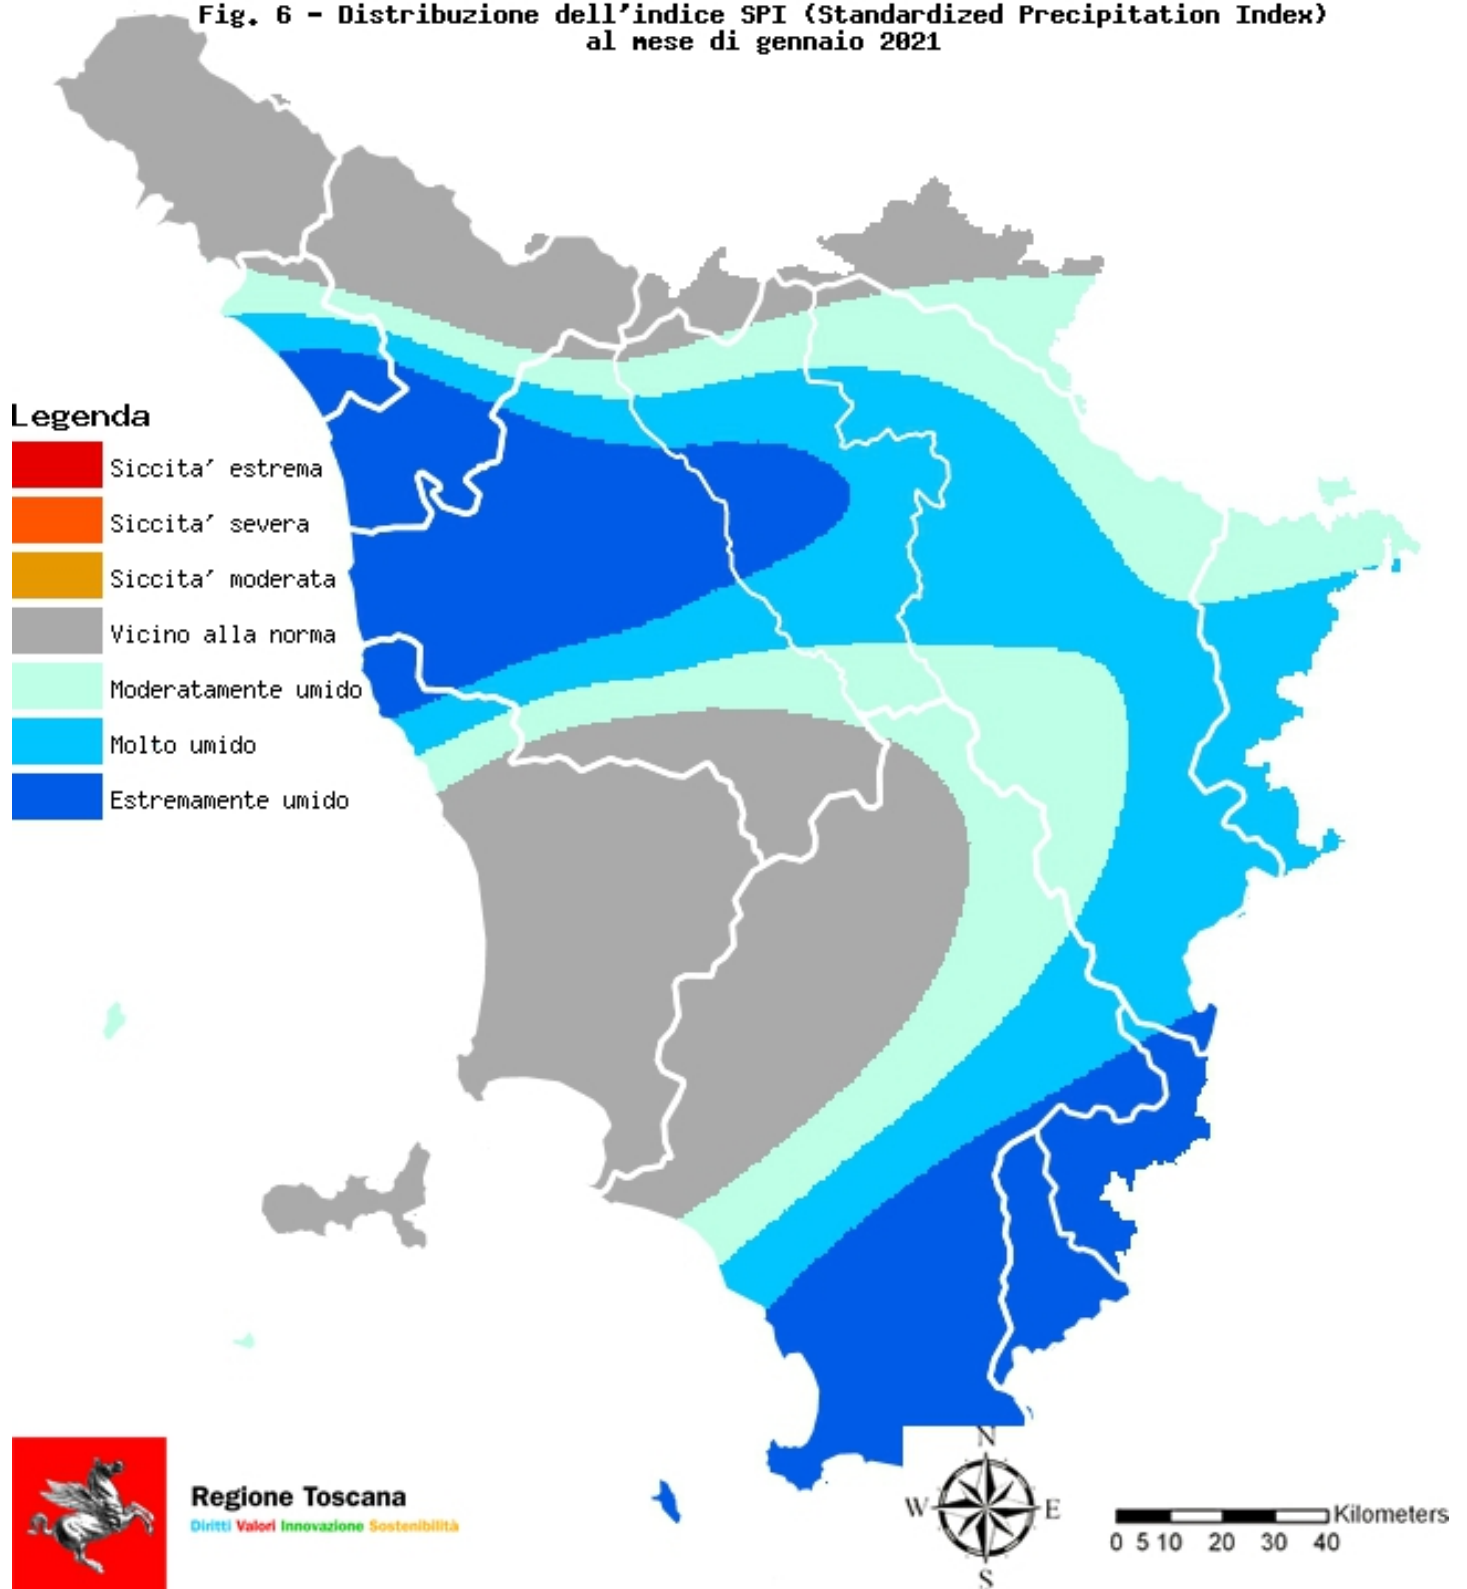 Fig. 6 - Distribuzione dell'indice SPI (Standardized Precipitation Index)
al mese di gennaio 2021
Legenda
Siccita' estrema
Siccita' severa
Siccita' moderata
Vicino alla norma
Moderatamente umido
Molto umido
Estremamente umido
Regione Toscana
Diritti Valori Innovazione Sostenibilità
N
W E
S
Kilometers
0 5 10 20 30 40